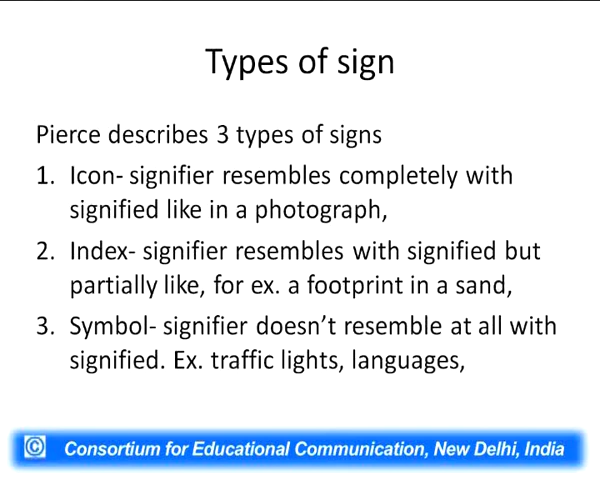 Types of sign
Pierce describes 3 types of signs
1. Icon- signifier resembles completely with
signified like in a photograph,
2. Index- signifier resembles with signified but
partially like, for ex. a footprint in a sand,
3. Symbol- signifier doesn’t resemble at all with
signified. Ex. traffic lights, languages,
© Consortium for Educational Communication, New Delhi, India